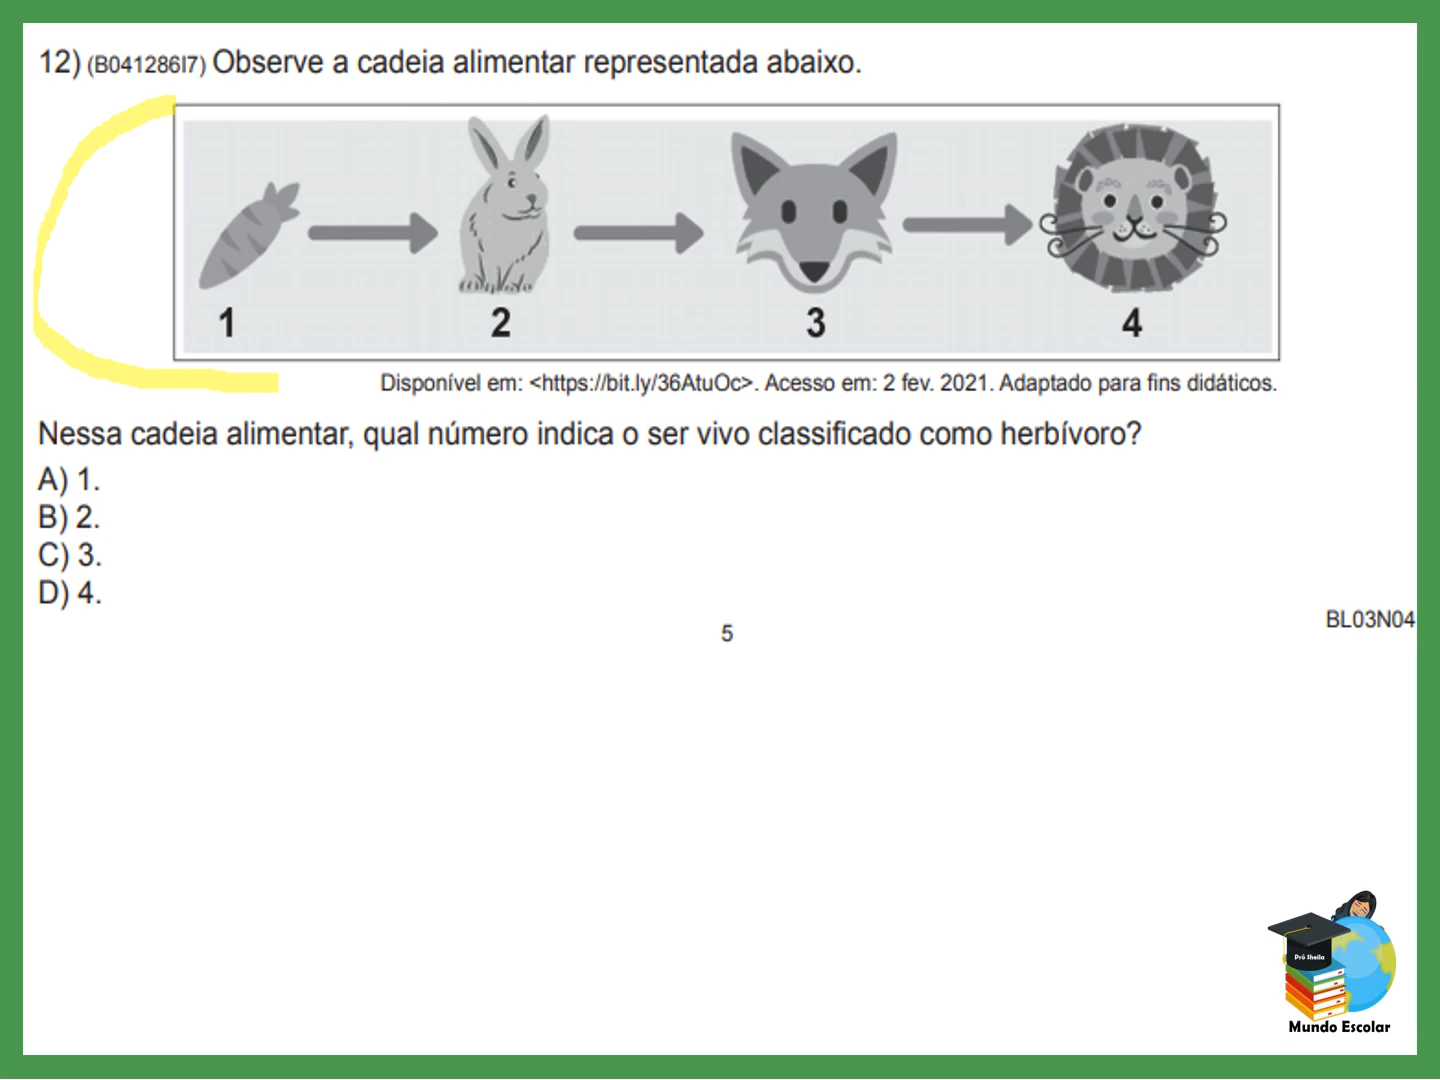 12) (B041286I7) Observe a cadeia alimentar representada abaixo.
1 2 3 4
Disponível em: <https://bit.ly/36AtuOc>. Acesso em: 2 fev. 2021. Adaptado para fins didáticos.
Nessa cadeia alimentar, qual número indica o ser vivo classificado como herbívoro?
A) 1.
B) 2.
C) 3.
D) 4.
BL03N04
5
Pró Sheila
Mundo Escolar